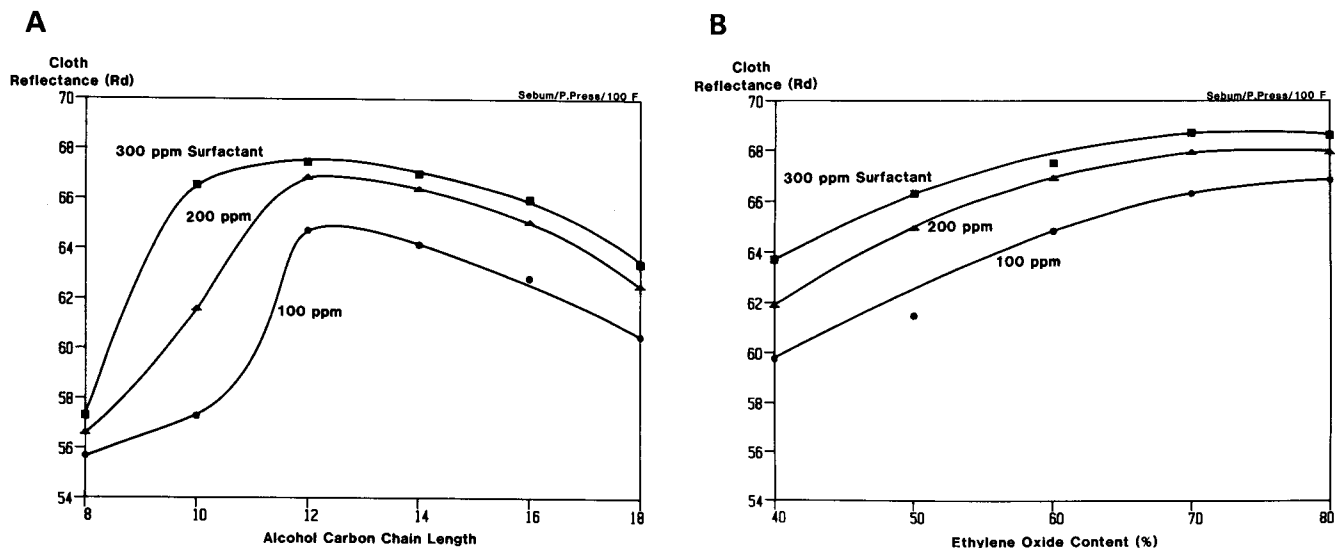 A
Cloth
Reflectance (Rd)
Sebum/P.Press/100 F
70
68
66
64
62
60
58
56
54
300 ppm Surfactant
200 ppm
100 ppm
8
10
12
14
16
18
Alcohol Carbon Chain Length
B
Cloth
Reflectance (Rd)
Sebum/P.Press/100 F
70
68
66
64
62
60
58
56
54
300 ppm Surfactant
200 ppm
100 ppm
40
50
60
70
80
Ethylene Oxide Content (%)